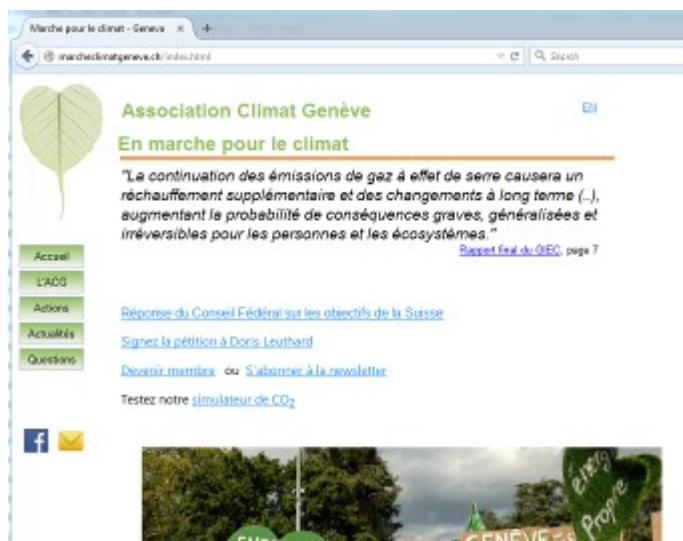 Marche pour le climat - Geneva × +
marcheclimatgeneve.ch/index.html Search
Association Climat Genève EN
En marche pour le climat
"La continuation des émissions de gaz à effet de serre causera un
réchauffement supplémentaire et des changements à long terme (..),
augmentant la probabilité de conséquences graves, généralisées et
irréversibles pour les personnes et les écosystèmes."
Rapport final du GIEC, page 7
Accueil
L'ACG
Actions
Actualités
Questions
Réponse du Conseil Fédéral sur les objectifs de la Suisse
Signez la pétition à Doris Leuthard
Devenir membre ou S'abonner à la newsletter
Testez notre simulateur de CO₂
energ
Propre
GENÈVE